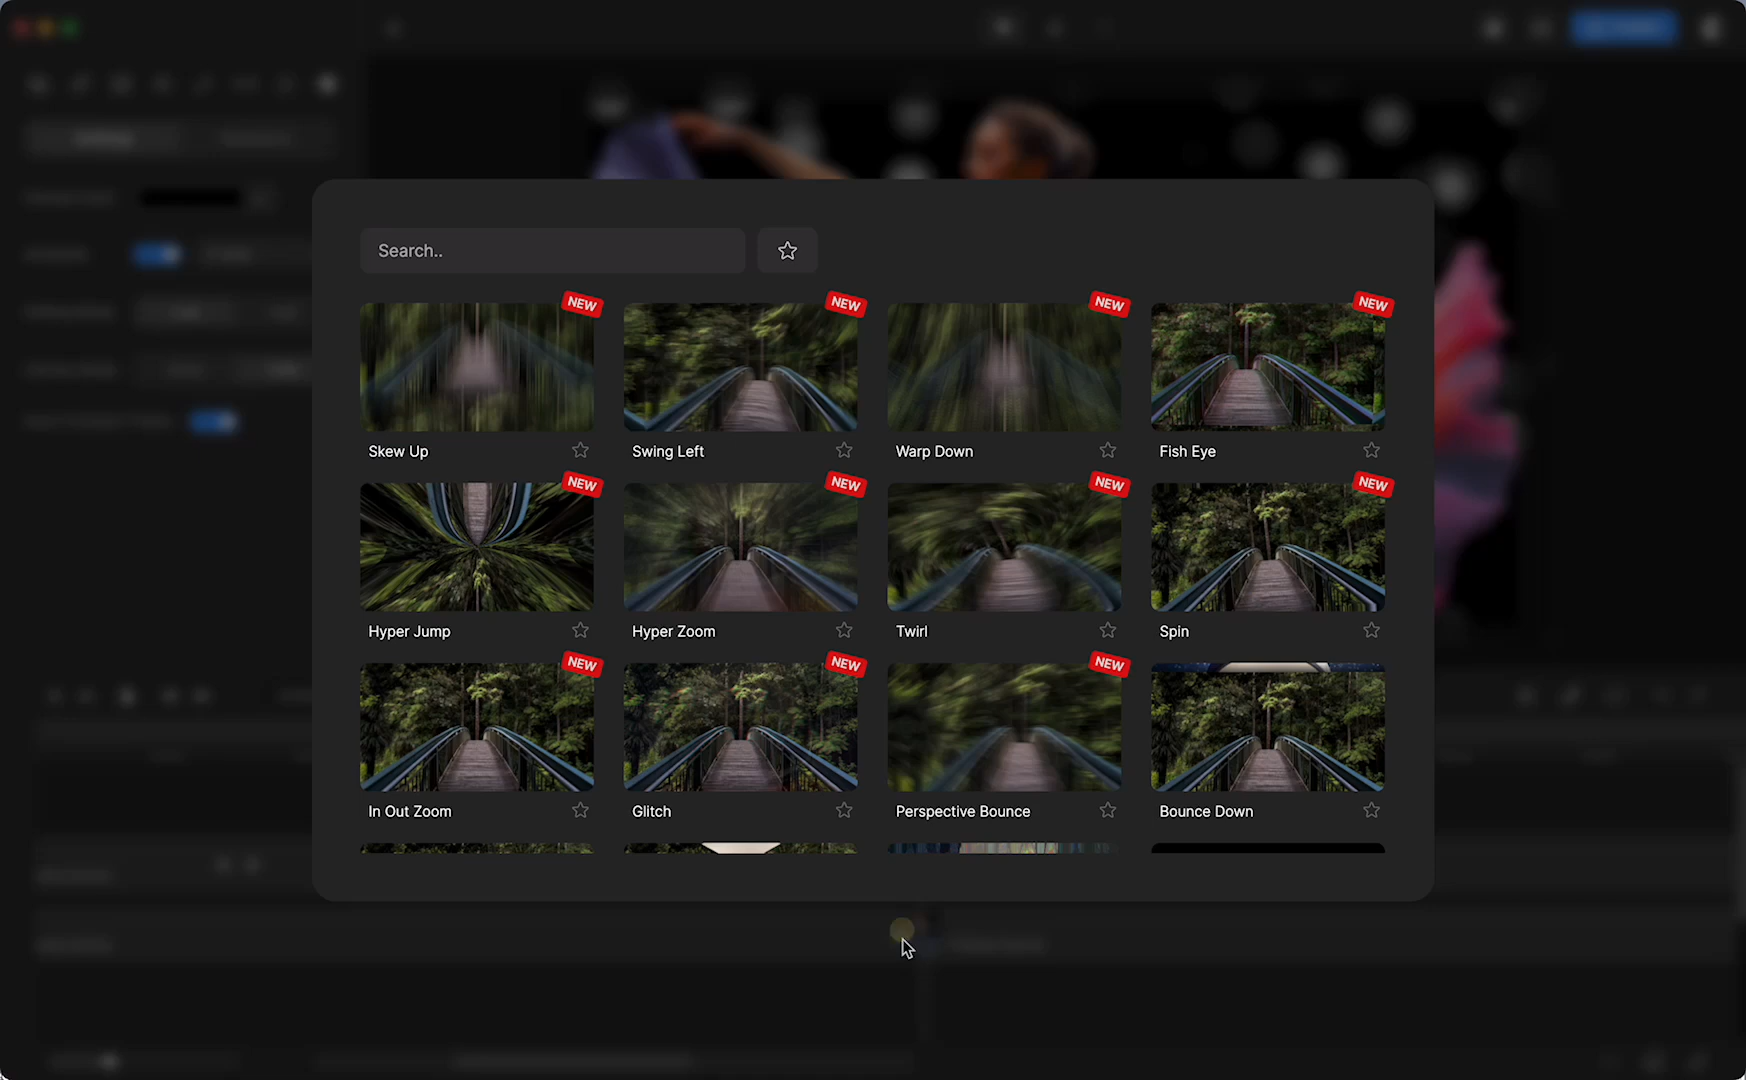 Search..
NEW
NEW
NEW
NEW
Skew Up
Swing Left
Warp Down
Fish Eye
NEW
NEW
NEW
NEW
Hyper Jump
Hyper Zoom
Twirl
Spin
NEW
NEW
NEW
In Out Zoom
Glitch
Perspective Bounce
Bounce Down